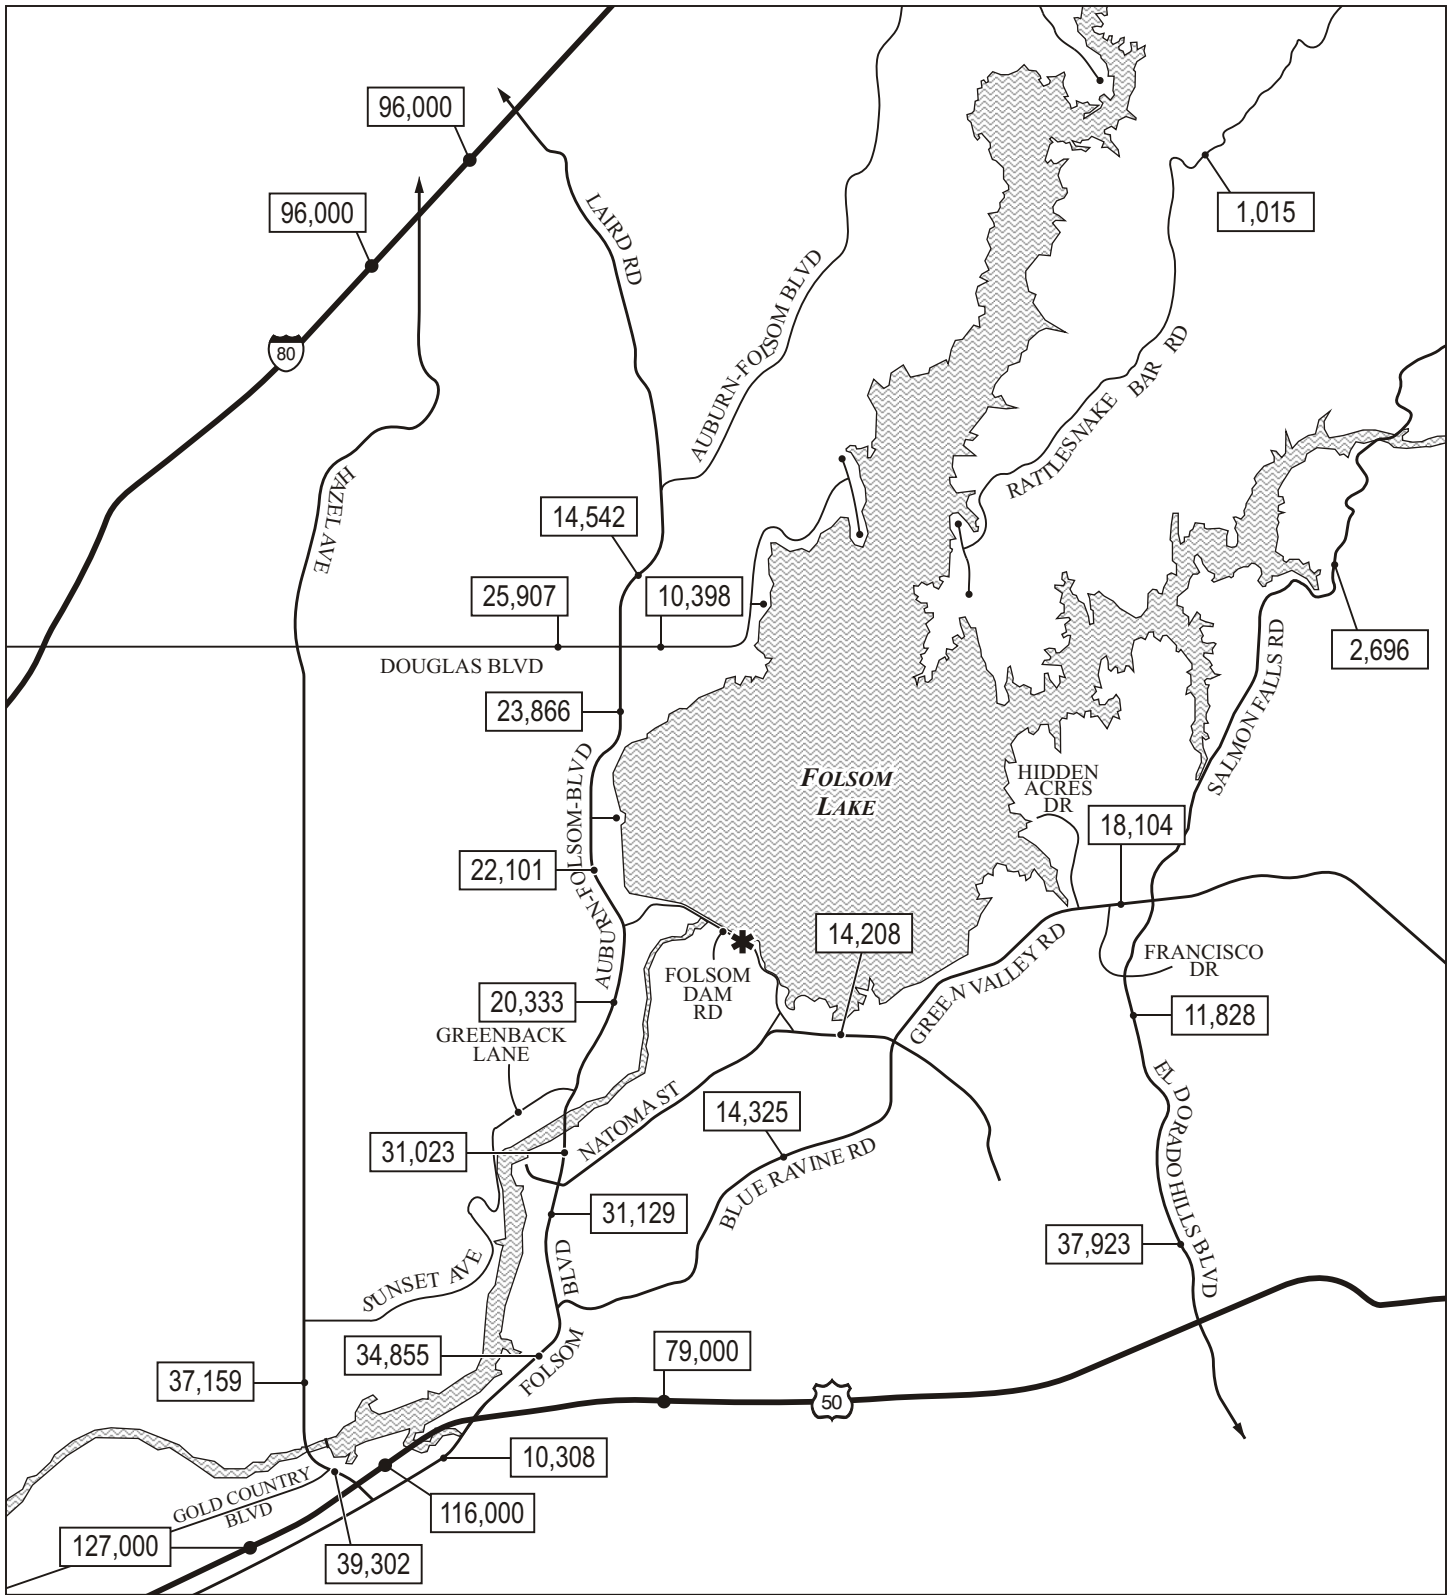 96,000
96,000
1,015
LAIRD RD
AUBURN-FOLSOM BLVD
80
RATTLESNAKE BAR RD
HAZEL AVE
14,542
25,907
10,398
2,696
DOUGLAS BLVD
23,866
SALMON FALLS RD
AUBURN-FOLSOM-BLVD
FOLSOM
LAKE
HIDDEN
ACRES
DR
18,104
22,101
14,208
GREEN VALLEY RD
FRANCISCO
DR
FOLSOM
DAM
RD
20,333
11,828
GREENBACK
LANE
NATOMA ST
EL DORADO HILLS BLVD
14,325
31,023
BLUE RAVINE RD
31,129
37,923
SUNSET AVE
FOLSOM BLVD
34,855
79,000
37,159
50
10,308
GOLD COUNTRY
BLVD
116,000
127,000
39,302